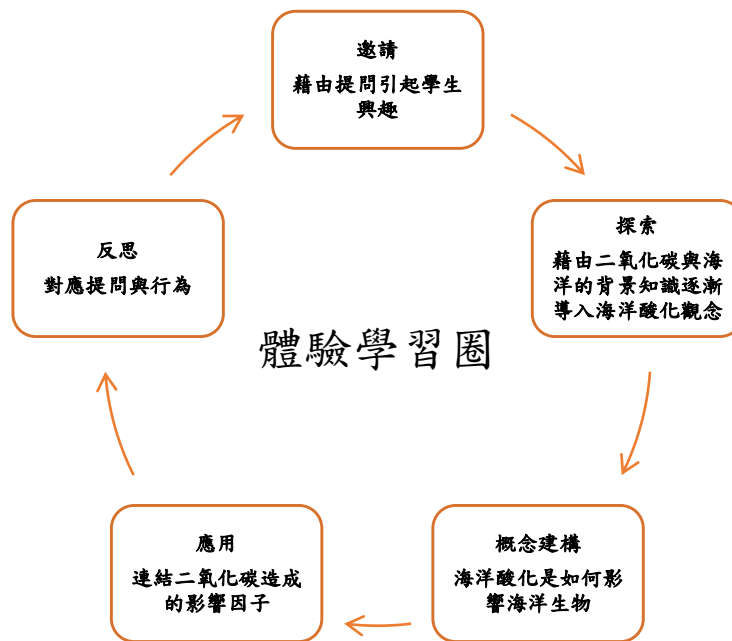 邀請
藉由提問引起學生
興趣
探索
藉由二氧化碳與海
洋的背景知識逐漸
導入海洋酸化觀念
概念建構
海洋酸化是如何影
響海洋生物
應用
連結二氧化碳造成
的影響因子
反思
對應提問與行為
體驗學習圈